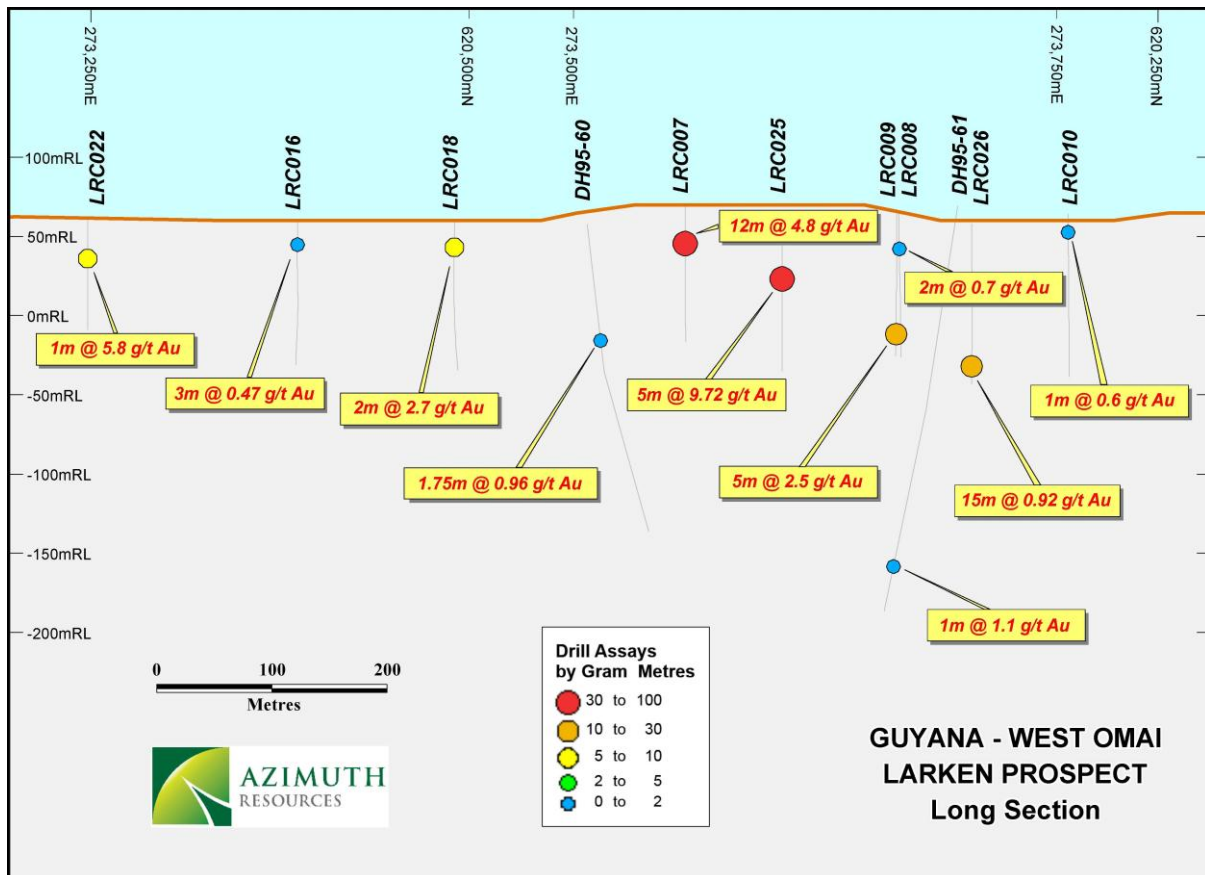 273,250mE
620,500mN
273,500mE
273,750mE
620,250mN
LRC022
LRC016
LRC018
DH95-60
LRC007
LRC025
LRC009
LRC008
DH95-61
LRC026
LRC010
100mRL
50mRL
0mRL
-50mRL
-100mRL
-150mRL
-200mRL
12m @ 4.8 g/t Au
2m @ 0.7 g/t Au
1m @ 5.8 g/t Au
3m @ 0.47 g/t Au
2m @ 2.7 g/t Au
5m @ 9.72 g/t Au
1m @ 0.6 g/t Au
1.75m @ 0.96 g/t Au
5m @ 2.5 g/t Au
15m @ 0.92 g/t Au
1m @ 1.1 g/t Au
0 100 200
Metres
AZIMUTH
RESOURCES
Drill Assays
by Gram Metres
30 to 100
10 to 30
5 to 10
2 to 5
0 to 2
GUYANA - WEST OMAI
LARKEN PROSPECT
Long Section